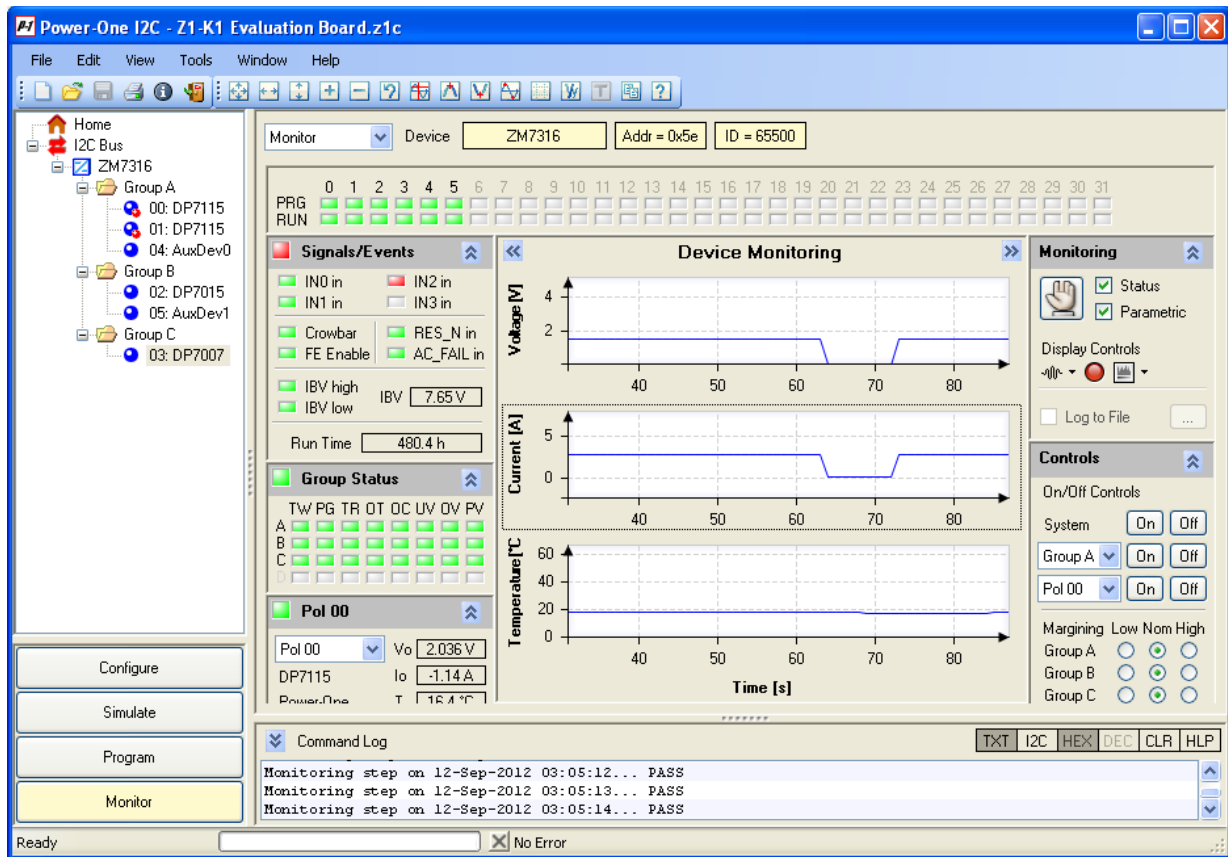 Power-One I2C - Z1-K1 Evaluation Board.z1c
File Edit View Tools Window Help
Home
I2C Bus
ZM7316
Group A
00: DP7115
01: DP7115
04: AuxDev0
Group B
02: DP7015
05: AuxDev1
Group C
03: DP7007
Configure
Simulate
Program
Monitor
Monitor Device ZM7316 Addr = 0x5e ID = 65500
0 1 2 3 4 5 6 7 8 9 10 11 12 13 14 15 16 17 18 19 20 21 22 23 24 25 26 27 28 29 30 31
PRG
RUN
Signals/Events
IN0 in IN2 in
IN1 in IN3 in
Crowbar RES_N in
FE Enable AC_FAIL in
IBV high
IBV low
IBV 7.65 V
Run Time 480.4 h
Group Status
TW PG TR OT OC UV OV PV
A
B
C
D
Pol 00
Pol 00 Vo 2.036 V
DP7115 Io -1.14 A
Power-One T 16.4 °C
Device Monitoring
Voltage [V]
4
2
40 50 60 70 80
Current [A]
5
0
40 50 60 70 80
Temperature [°C
60
40
20
0
40 50 60 70 80
Time [s]
Monitoring
Status
Parametric
Display Controls
Log to File ...
Controls
On/Off Controls
System On Off
Group A On Off
Pol 00 On Off
Margining Low Nom High
Group A
Group B
Group C
Command Log TXT I2C HEX DEC CLR HLP
Monitoring step on 12-Sep-2012 03:05:12... PASS
Monitoring step on 12-Sep-2012 03:05:13... PASS
Monitoring step on 12-Sep-2012 03:05:14... PASS
Ready No Error